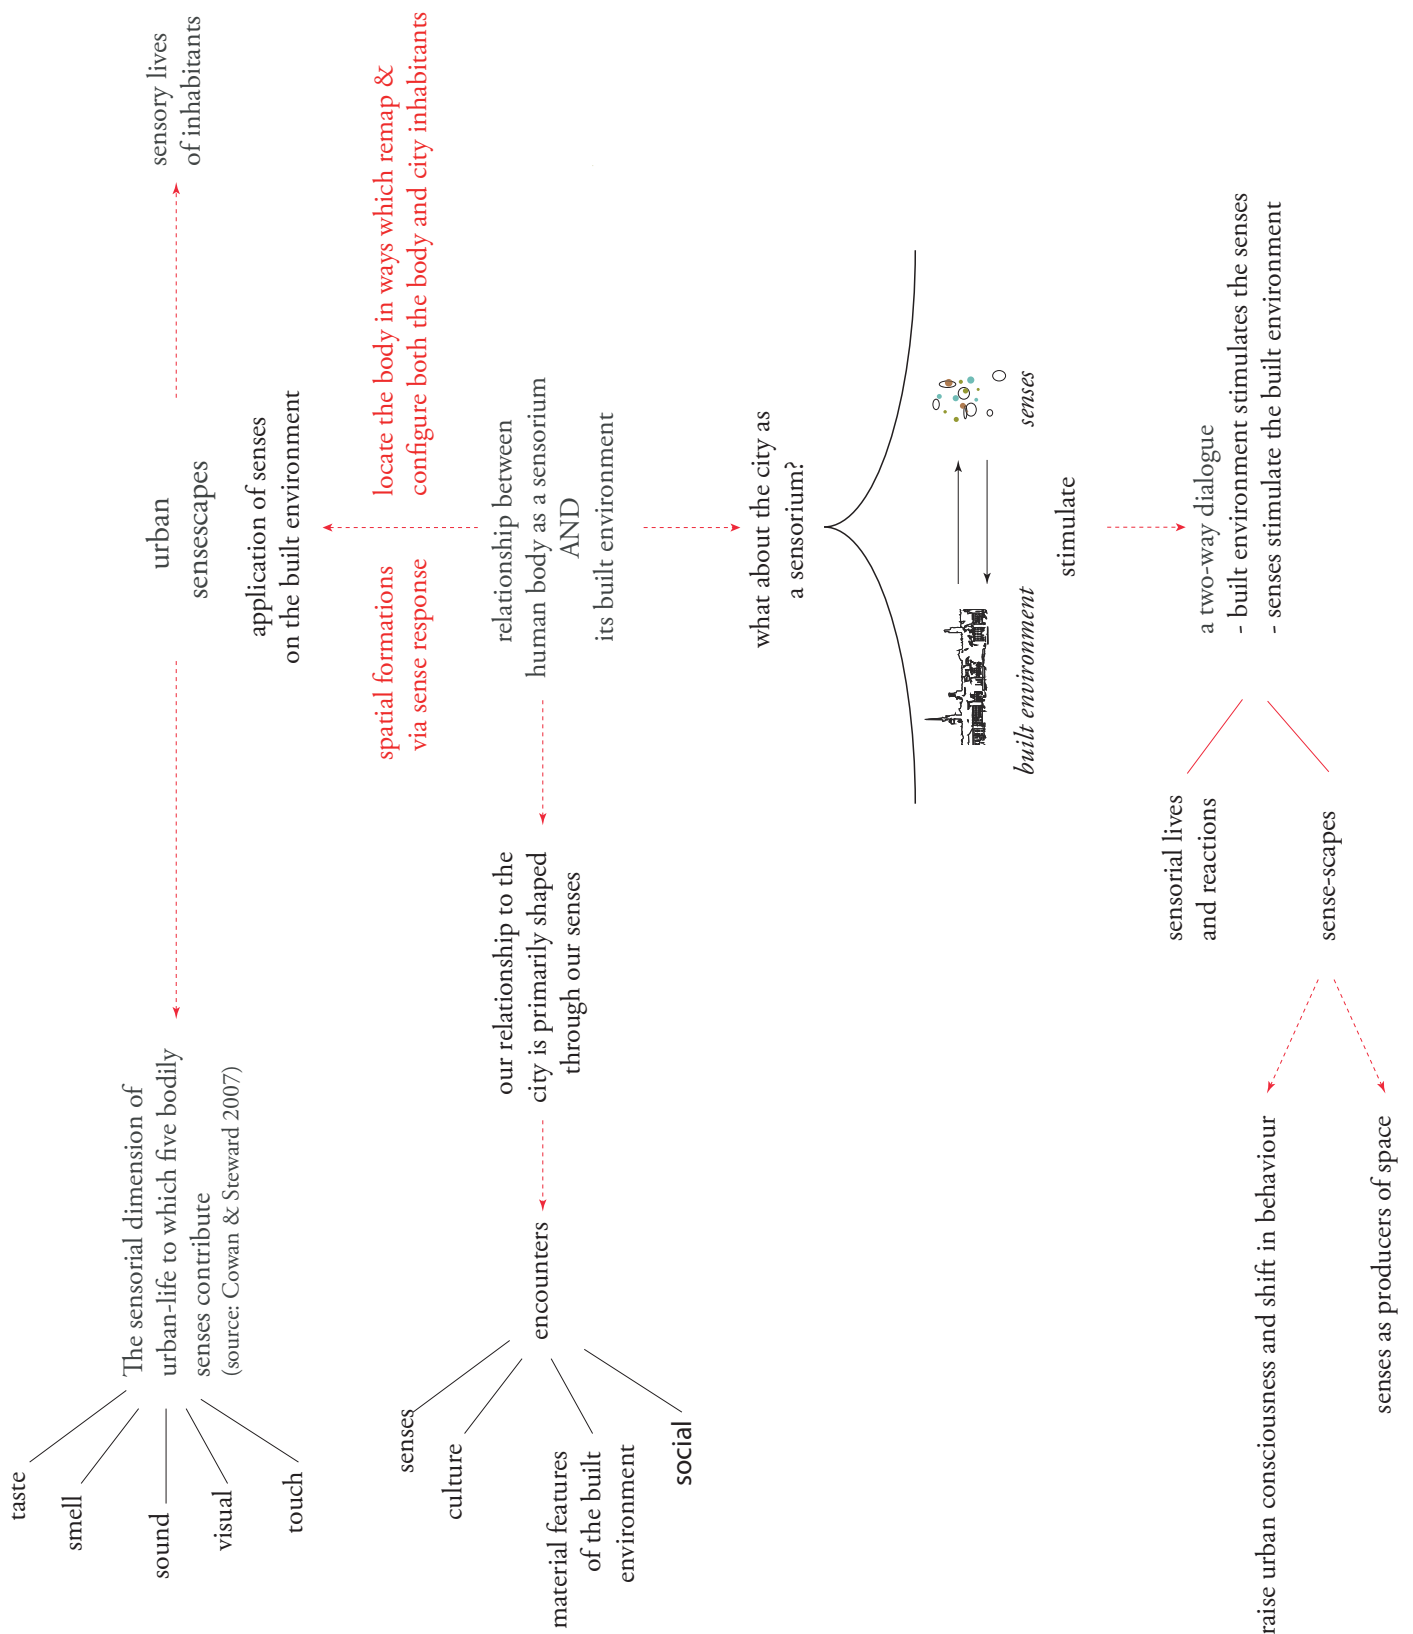 urban
sensescapes
application of senses
on the built environment
sensory lives
of inhabitants
The sensorial dimension of
urban-life to which five bodily
senses contribute
(source: Cowan & Steward 2007)
taste
smell
sound
visual
touch
spatial formations
via sense response
locate the body in ways which remap &
configure both the body and city inhabitants
relationship between
human body as a sensorium
AND
its built environment
our relationship to the
city is primarily shaped
through our senses
encounters
senses
culture
material features
of the built
environment
social
what about the city as
a sensorium?
built environment
senses
stimulate
a two-way dialogue
- built environment stimulates the senses
- senses stimulate the built environment
sensorial lives
and reactions
sense-scapes
raise urban consciousness and shift in behaviour
senses as producers of space